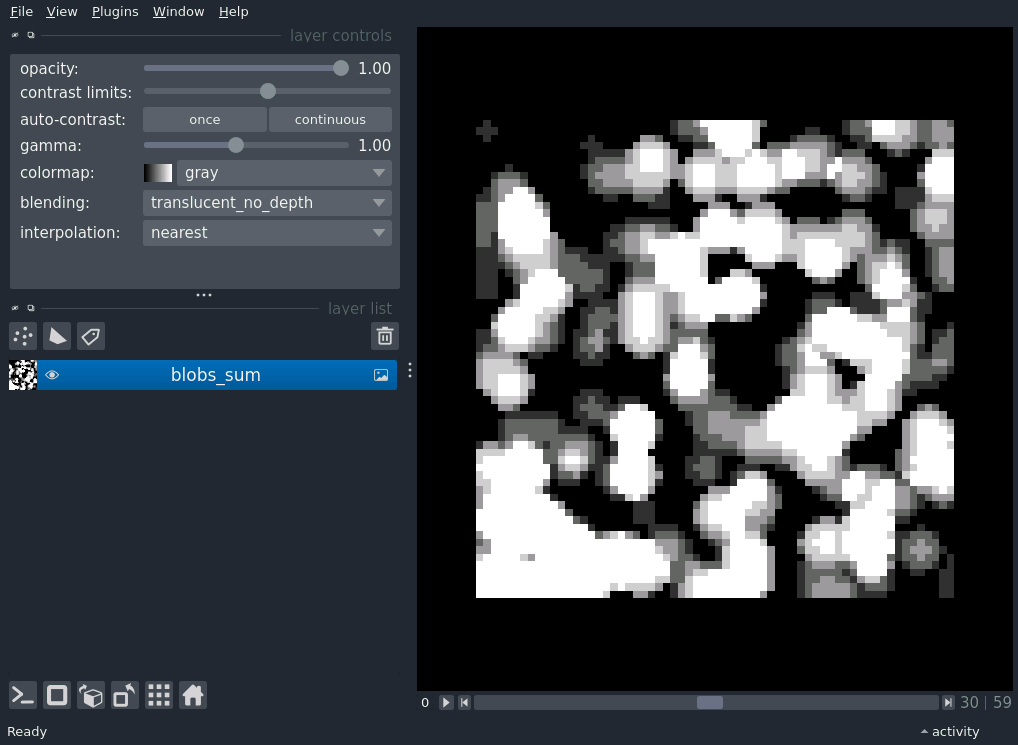 File View Plugins Window Help
layer controls
opacity: 1.00
contrast limits:
auto-contrast: once continuous
gamma: 1.00
colormap: gray
blending: translucent_no_depth
interpolation: nearest
layer list
blobs_sum
0 30 | 59
Ready activity